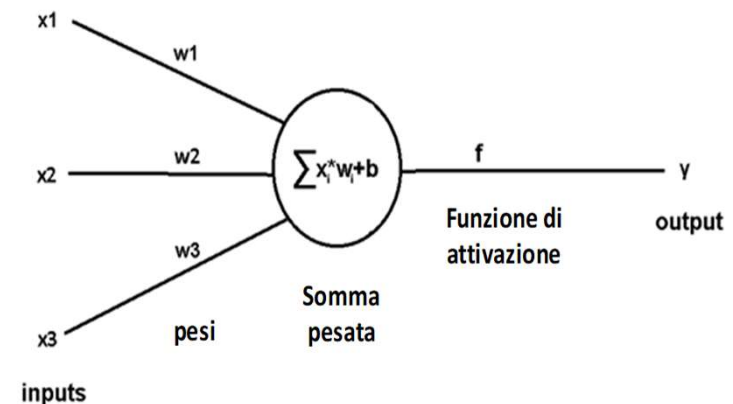 x1
w1
x2
w2
∑xᵢ*wᵢ+b
f
Y
Funzione di
attivazione
output
w3
x3
pesi
Somma
pesata
inputs